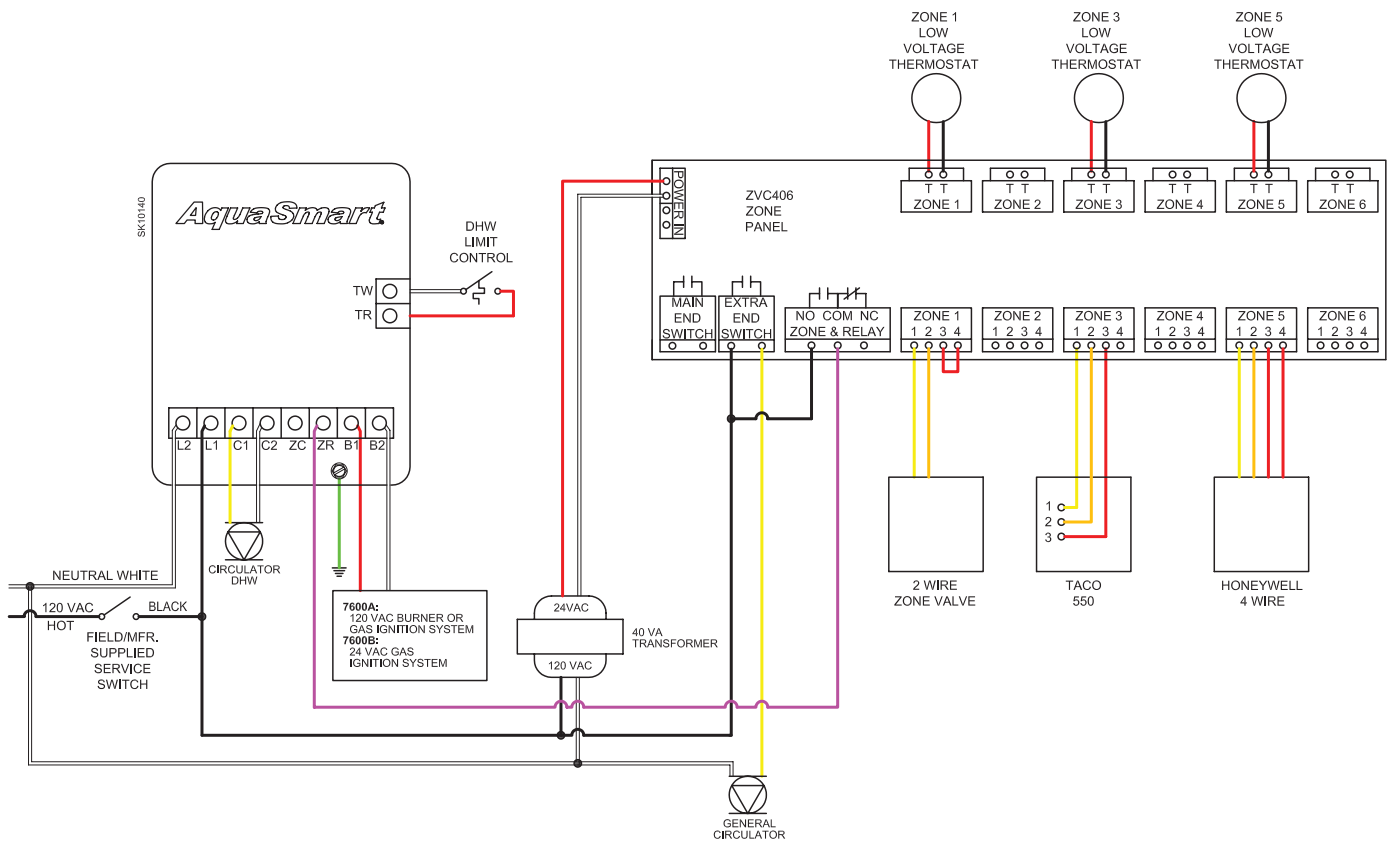 ZONE 1
LOW
VOLTAGE
THERMOSTAT
ZONE 3
LOW
VOLTAGE
THERMOSTAT
ZONE 5
LOW
VOLTAGE
THERMOSTAT
SK10140
AquaSmart
DHW
LIMIT
CONTROL
TW
TR
POWER IN
ZVC406
ZONE
PANEL
T T
ZONE 1
T T
ZONE 2
T T
ZONE 3
T T
ZONE 4
T T
ZONE 5
T T
ZONE 6
MAIN
END
SWITCH
EXTRA
END
SWITCH
NO COM NC
ZONE & RELAY
ZONE 1
1 2 3 4
ZONE 2
1 2 3 4
ZONE 3
1 2 3 4
ZONE 4
1 2 3 4
ZONE 5
1 2 3 4
ZONE 6
1 2 3 4
L2 L1 C1 C2 ZC ZR B1 B2
CIRCULATOR
DHW
NEUTRAL WHITE
120 VAC
HOT
BLACK
FIELD/MFR.
SUPPLIED
SERVICE
SWITCH
7600A:
120 VAC BURNER OR
GAS IGNITION SYSTEM
7600B:
24 VAC GAS
IGNITION SYSTEM
24VAC
120 VAC
40 VA
TRANSFORMER
2 WIRE
ZONE VALVE
1
2
3
TACO
550
HONEYWELL
4 WIRE
GENERAL
CIRCULATOR